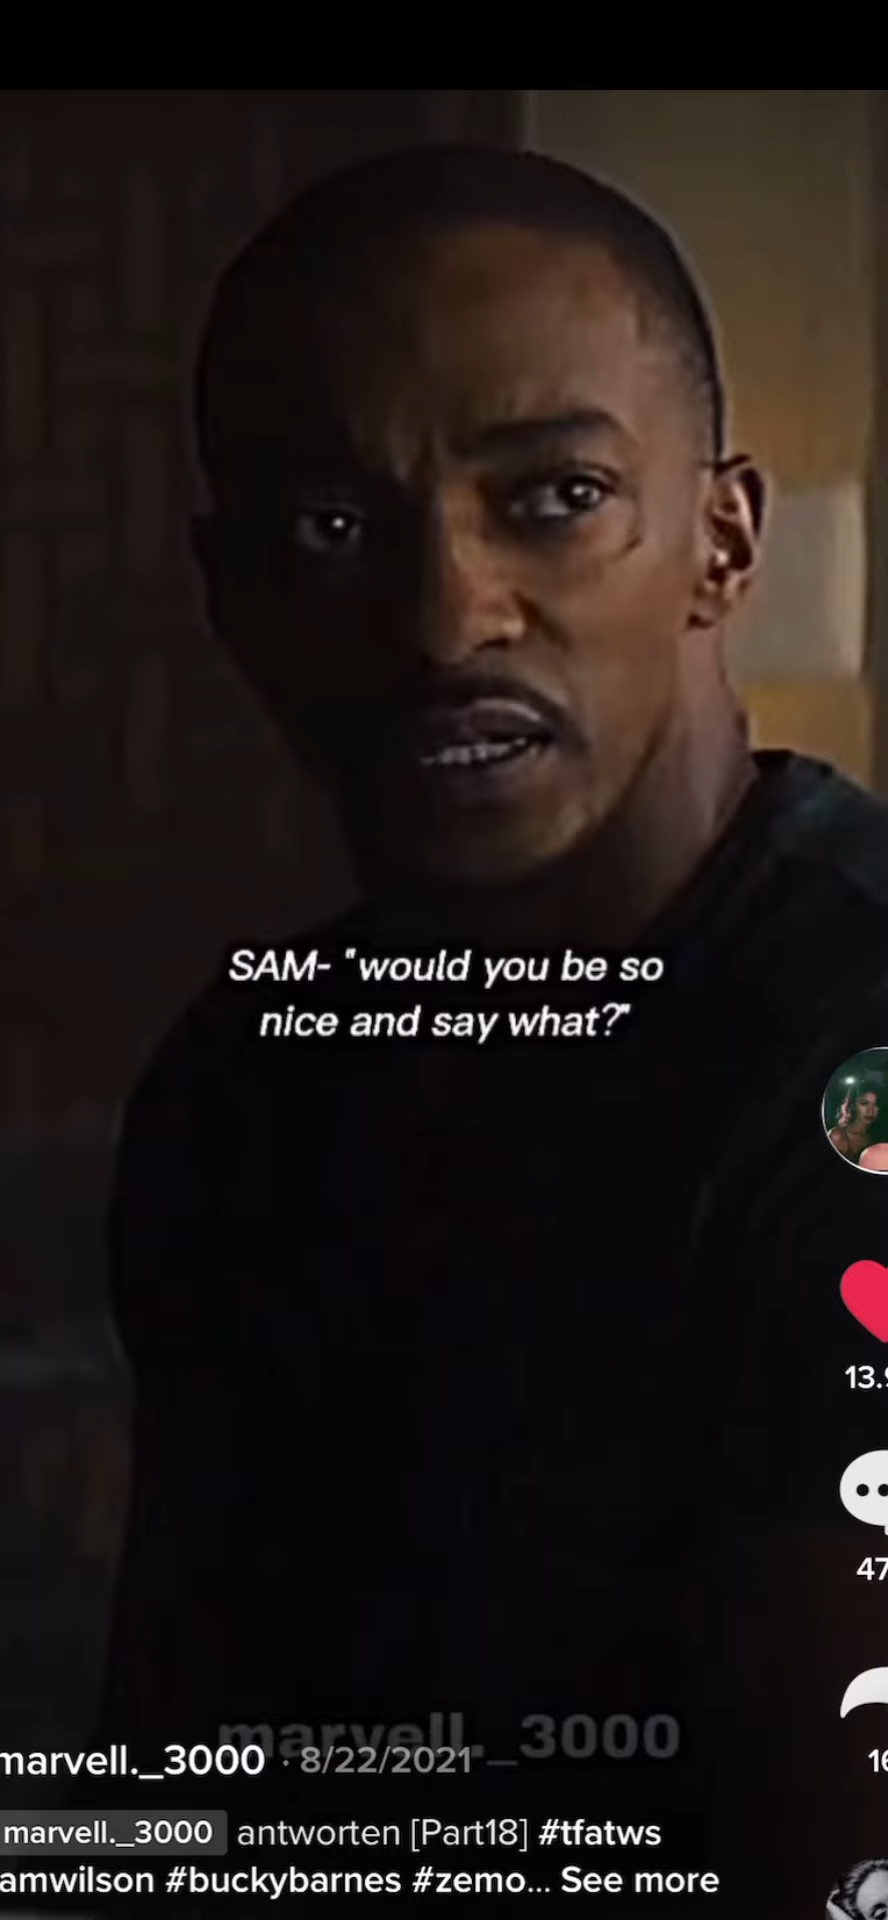 SAM- "would you be so
nice and say what?"
13.9
47
16
marvell._3000
marvell._3000 · 8/22/2021
marvell._3000 antworten [Part18] #tfatws
amwilson #buckybarnes #zemo... See more